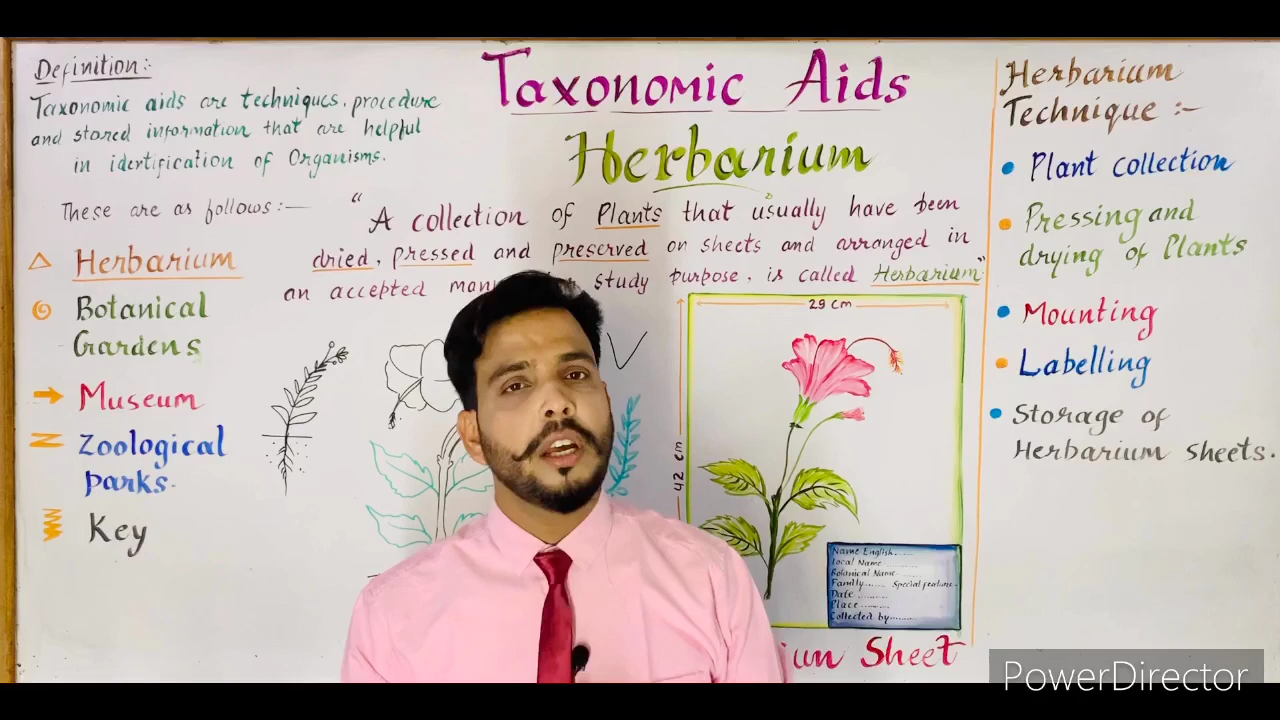 Definition:-
Taxonomic aids are techniques, procedure
and stored information that are helpful
in identification of Organisms.
These are as follows:—
Herbarium
Botanical
Gardens
Museum
Zoological
parks.
Key
Taxonomic Aids
Herbarium
"A collection of Plants that usually have been
dried, pressed and preserved on sheets and arranged in
an accepted study purpose, is called Herbarium"
29 cm
42 cm
Name English......
Local Name.......
Botanical Name......
Family....... Special feature..
Date ..........
Place .........
Collected by.........
Sheet
Herbarium
Technique :-
Plant collection
Pressing and
drying of Plants
Mounting
Labelling
Storage of
Herbarium sheets.
PowerDirector